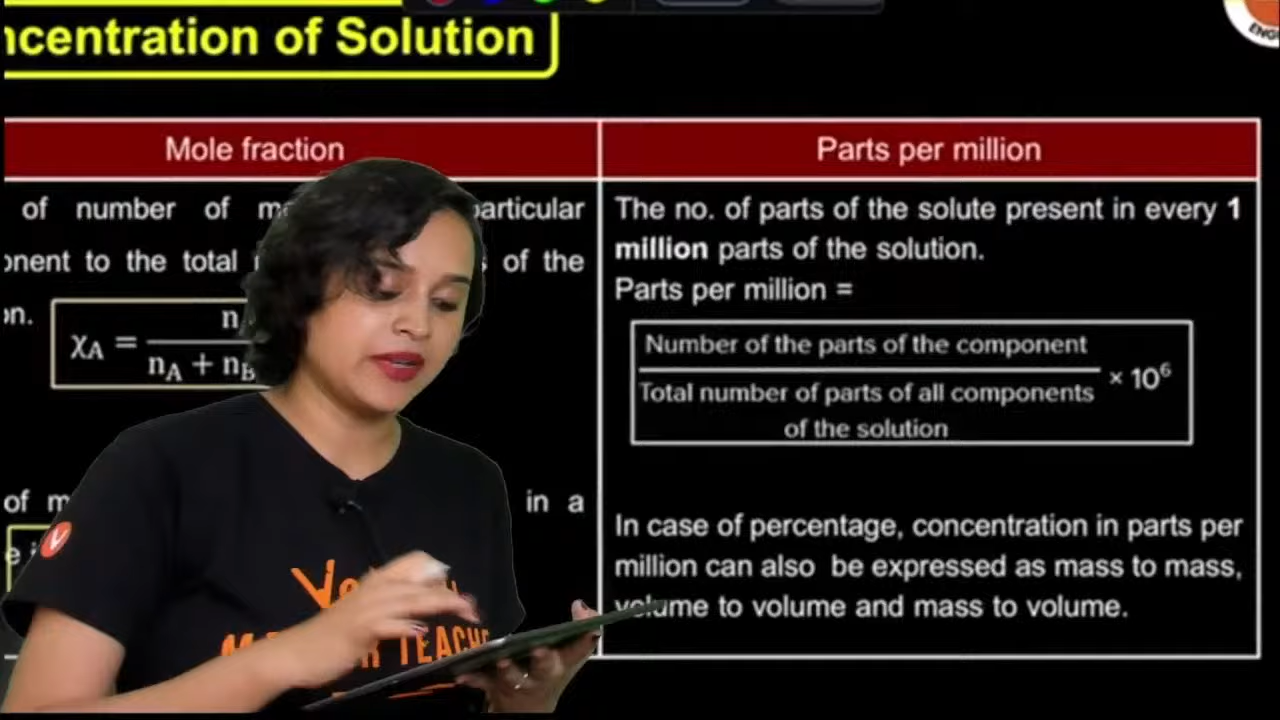 ncentration of Solution
ENG
Mole fraction
of number of m
particular
onent to the total
of the
on.
χA = n
nA + nB
of m
in a
e i
Parts per million
The no. of parts of the solute present in every 1
million parts of the solution.
Parts per million =
Number of the parts of the component
Total number of parts of all components
of the solution
× 10⁶
In case of percentage, concentration in parts per
million can also be expressed as mass to mass,
volume to volume and mass to volume.
V
TEACHE